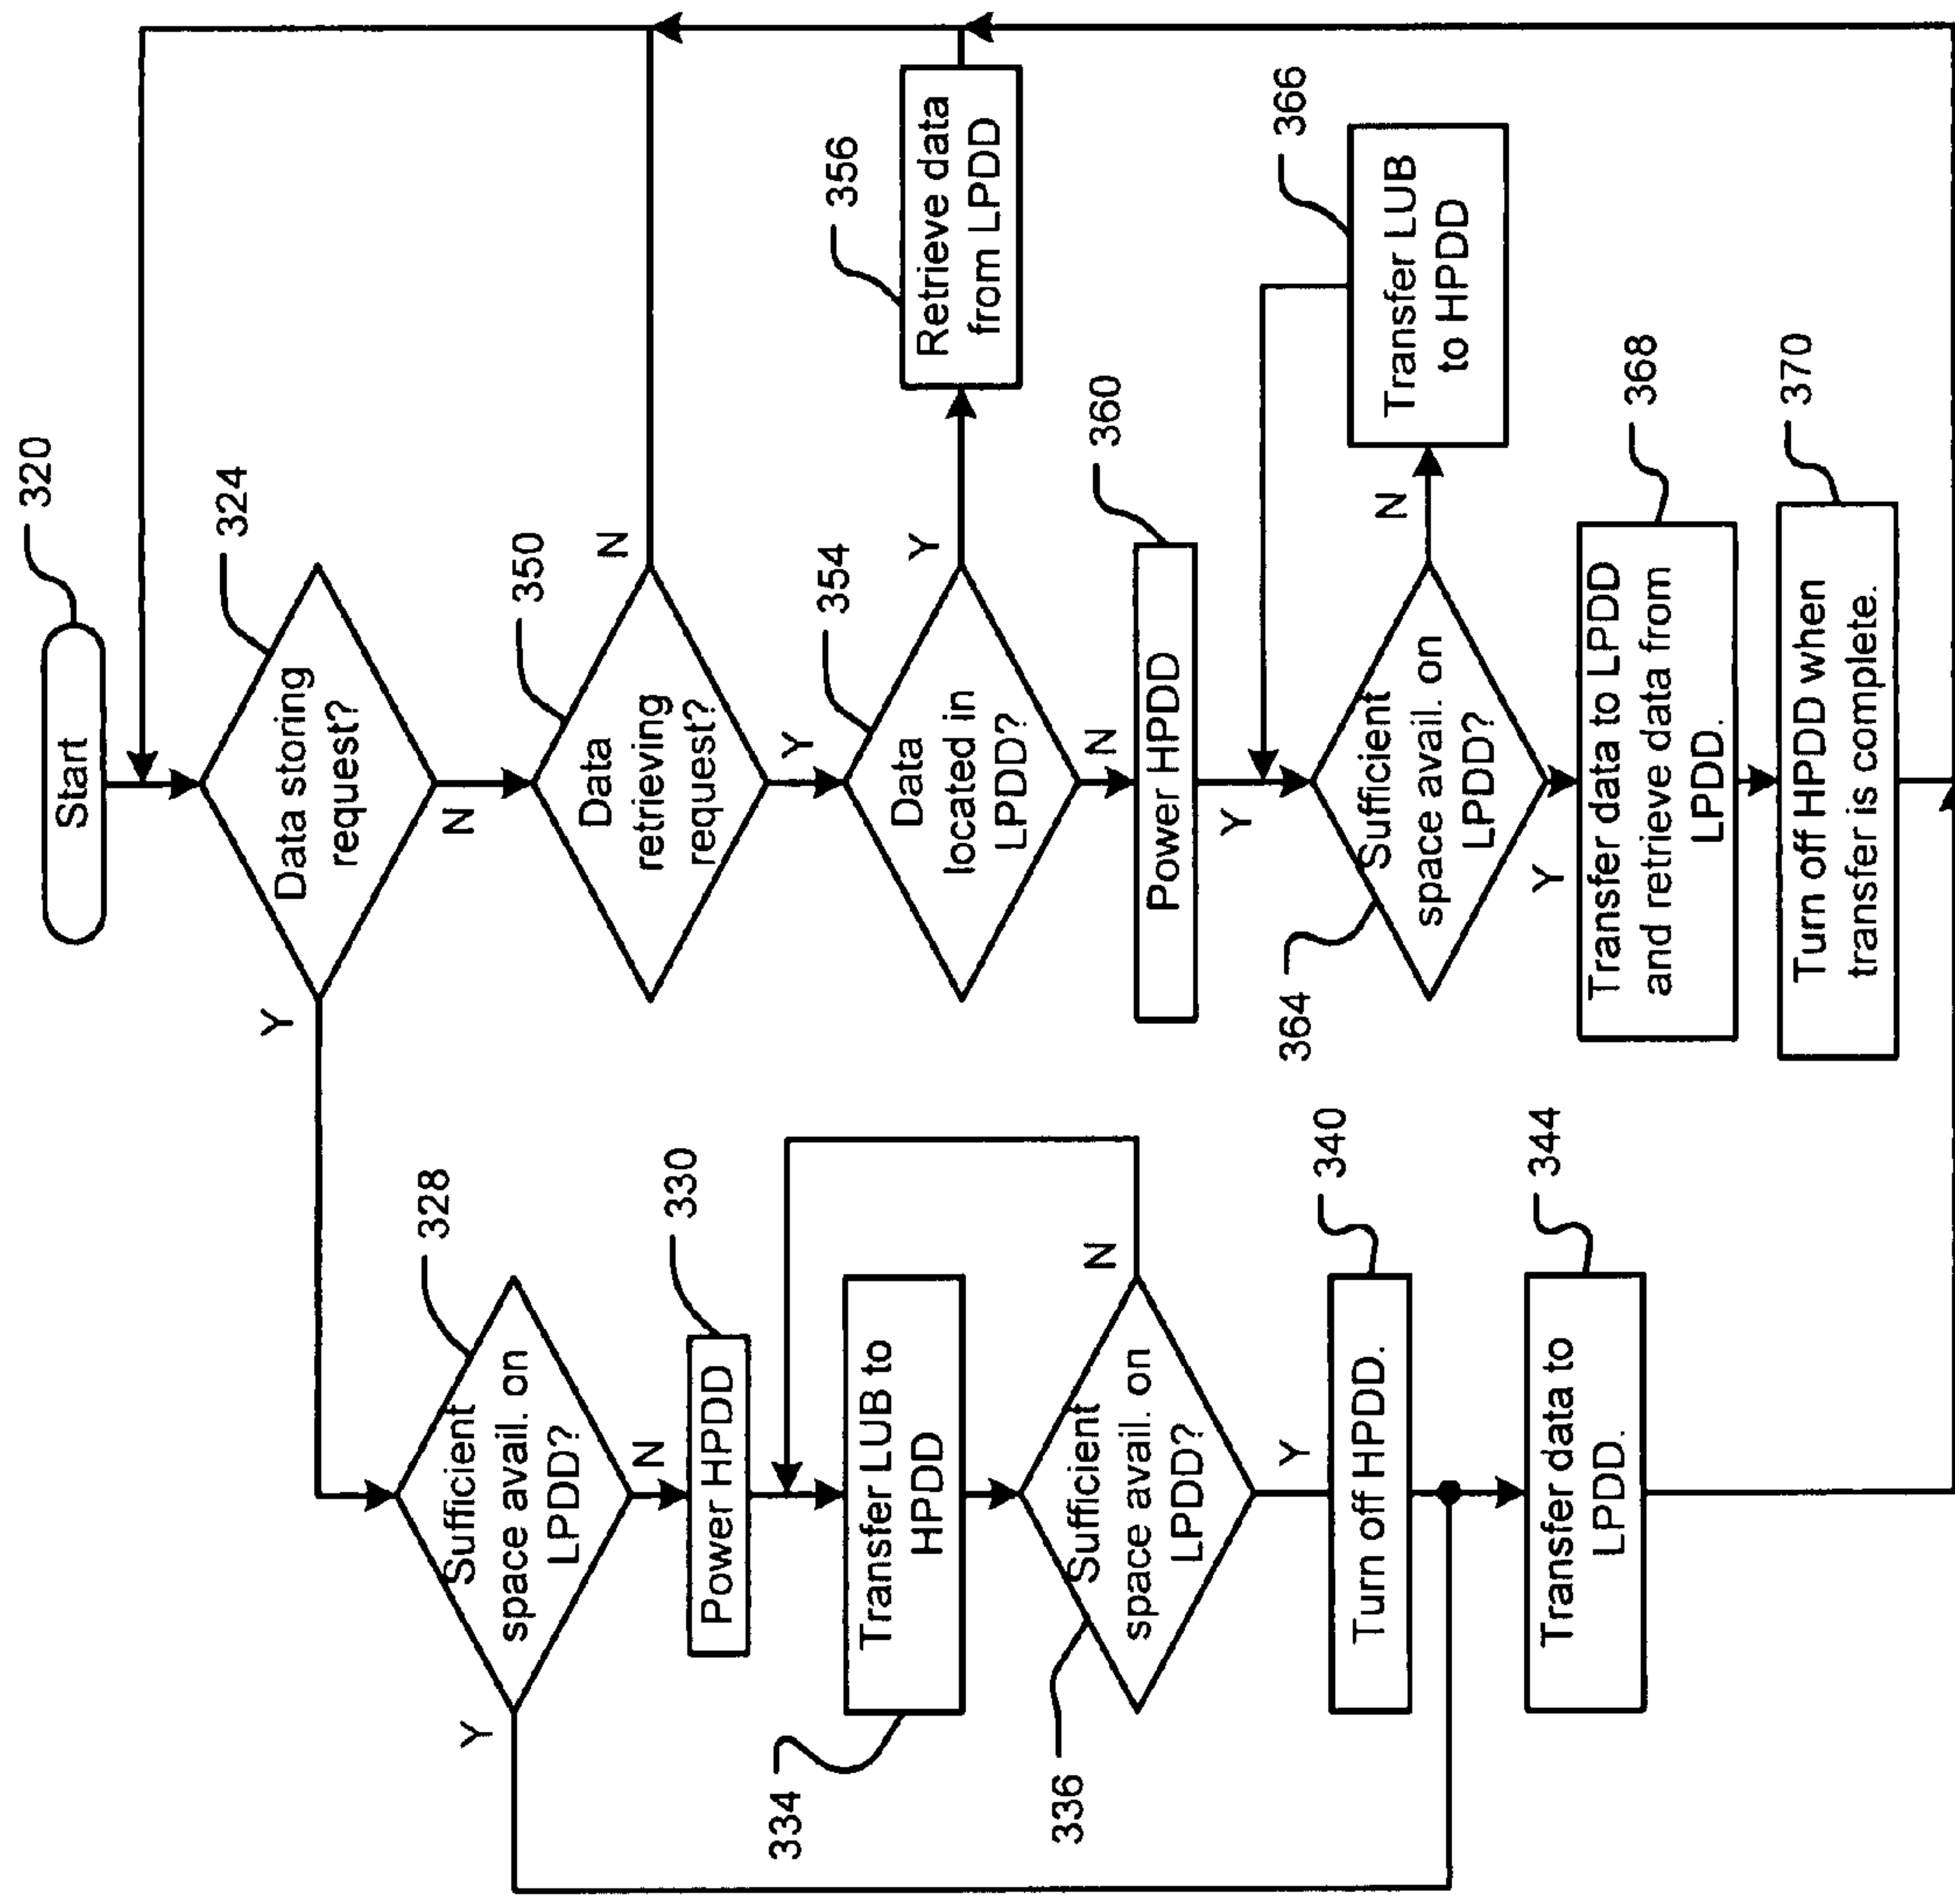 Start
320
Data storing
request?
324
Y
N
Sufficient
space avail. on
LPDD?
328
Y
N
Power HPDD
330
Transfer LUB to
HPDD
334
Sufficient
space avail. on
LPDD?
336
N
Y
Turn off HPDD.
340
Transfer data to
LPDD.
344
Data
retrieving
request?
350
N
Y
Data
located in
LPDD?
354
Y
N
Retrieve data
from LPDD
356
Power HPDD
360
Y
Sufficient
space avail. on
LPDD?
364
N
Y
Transfer LUB
to HPDD
366
Transfer data to LPDD
and retrieve data from
LPDD.
368
Turn off HPDD when
transfer is complete.
370